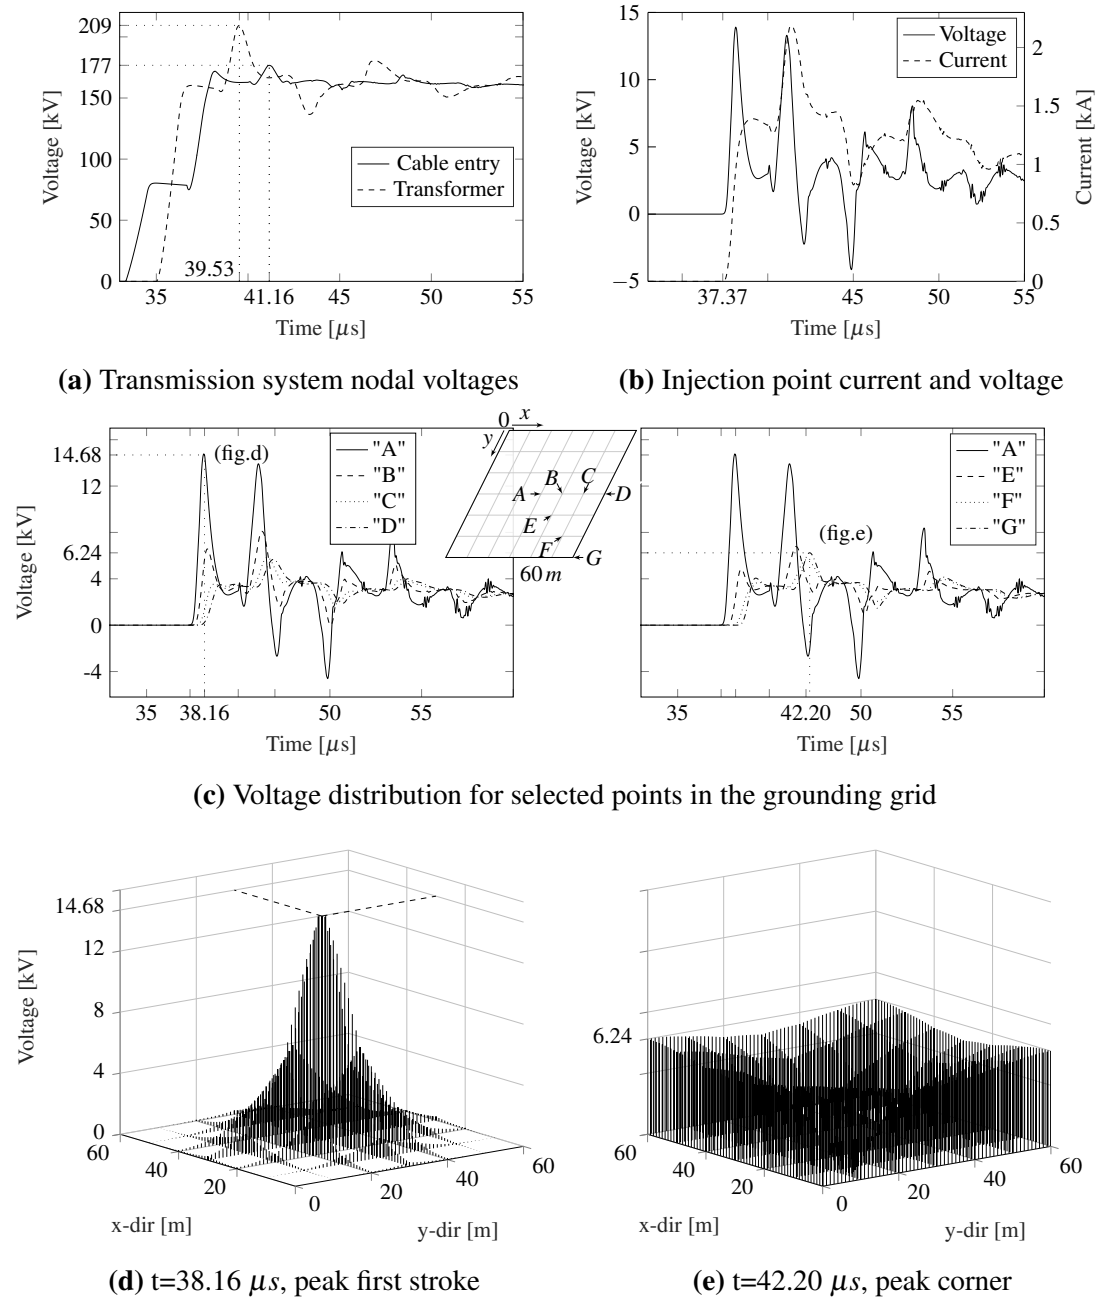 209
177
150
100
50
0
Voltage [kV]
Cable entry
Transformer
39.53
35
41.16
45
50
55
Time [μs]
(a) Transmission system nodal voltages
15
10
5
0
−5
Voltage [kV]
Voltage
Current
2
1.5
1
0.5
0
Current [kA]
37.37
45
50
55
Time [μs]
(b) Injection point current and voltage
14.68
12
6.24
4
0
-4
Voltage [kV]
(fig.d)
"A"
"B"
"C"
"D"
35
38.16
50
55
Time [μs]
0
x
y
A
B
C
D
E
F
G
60m
(fig.e)
"A"
"E"
"F"
"G"
35
42.20
50
55
Time [μs]
(c) Voltage distribution for selected points in the grounding grid
14.68
12
8
4
0
Voltage [kV]
60
40
20
0
20
40
60
x-dir [m]
y-dir [m]
(d) t=38.16 μs, peak first stroke
6.24
60
40
20
0
20
40
60
x-dir [m]
y-dir [m]
(e) t=42.20 μs, peak corner